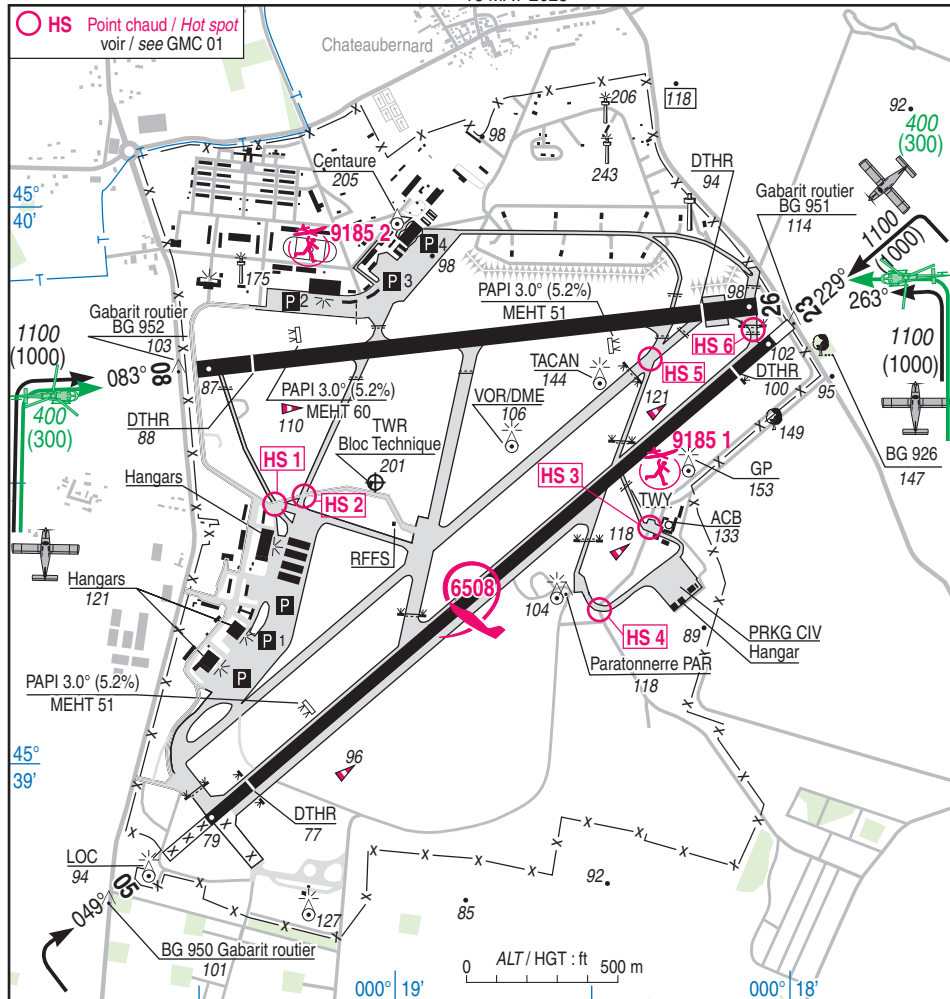 HS Point chaud / Hot spot
voir / see GMC 01
Chateaubernard
206
118
92
400
(300)
98
243
Centaure
205
DTHR
94
Gabarit routier
BG 951
114
45°
40'
9185 2
P 4
98
1100
(1000)
175
P 3
P 2
PAPI 3.0° (5.2%)
MEHT 51
98
26
23
229°
263°
Gabarit routier
BG 952
103
1100
(1000)
083°
08
87
400
(300)
DTHR
88
PAPI 3.0° (5.2%)
MEHT 60
110
TACAN
144
VOR/DME
106
HS 5
HS 6
102
DTHR
100
95
1100
(1000)
121
149
TWR
Bloc Technique
201
9185 1
GP
153
BG 926
147
Hangars
HS 1
HS 2
HS 3
TWY
ACB
133
118
RFFS
Hangars
121
P
P 1
P
6508
104
HS 4
89
PRKG CIV
Hangar
Paratonnerre PAR
118
PAPI 3.0° (5.2%)
MEHT 51
45°
39'
96
DTHR
77
79
LOC
94
05
049°
127
92
85
BG 950 Gabarit routier
101
ALT / HGT : ft
0 500 m
000° 19'
000° 18'